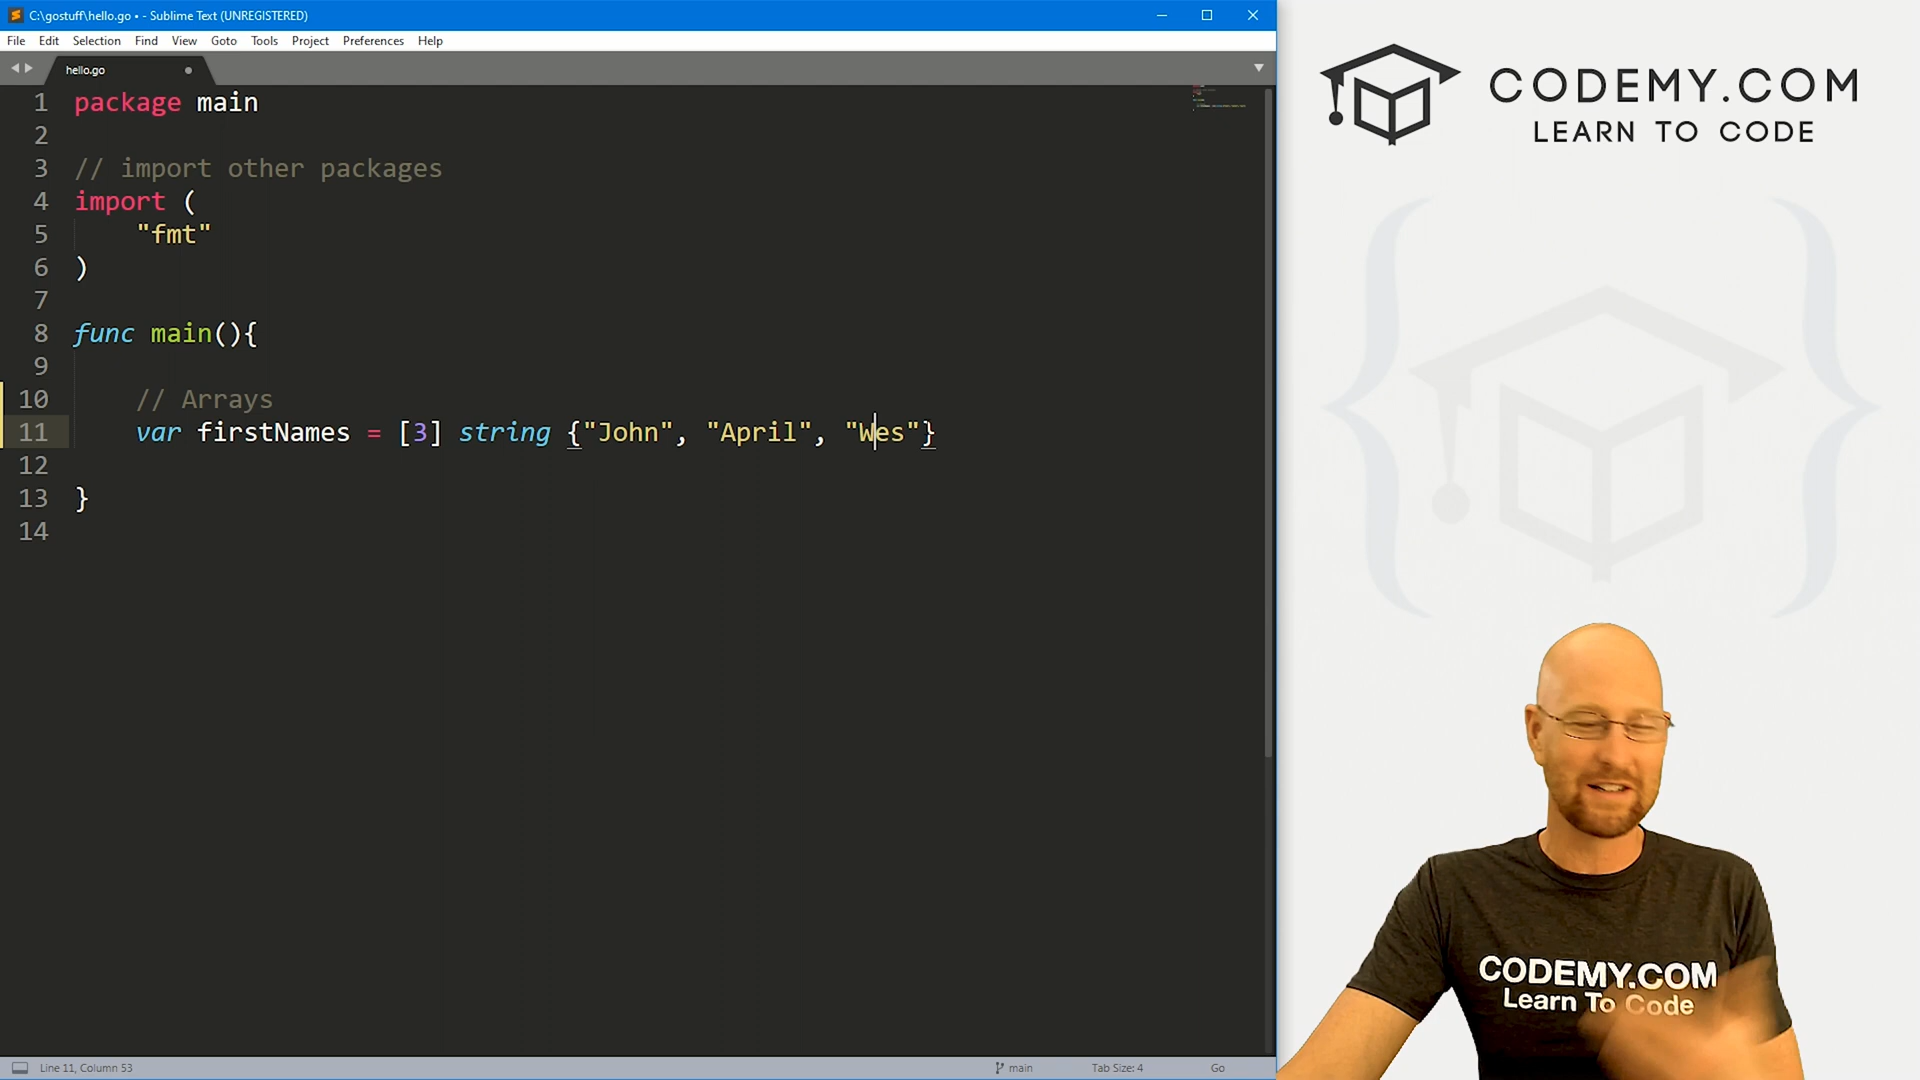 C:\gostuff\hello.go • - Sublime Text (UNREGISTERED)
File Edit Selection Find View Goto Tools Project Preferences Help
hello.go
1 package main
2
3 // import other packages
4 import (
5 "fmt"
6 )
7
8 func main(){
9
10 // Arrays
11 var firstNames = [3] string {"John", "April", "Wes"}
12
13 }
14
Line 11, Column 53
main
Tab Size: 4
Go
CODEMY.COM
LEARN TO CODE
CODEMY.COM
Learn To Code